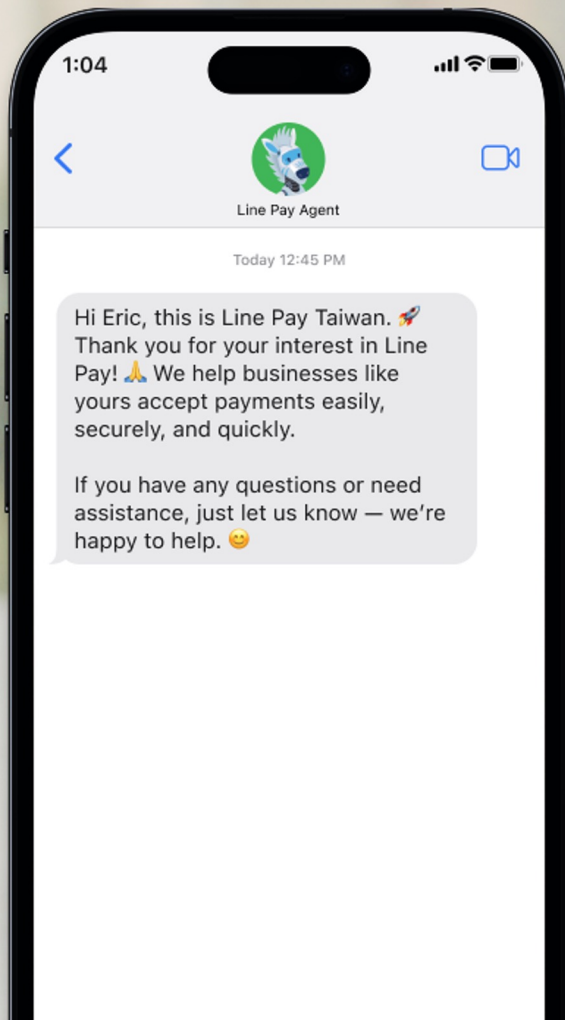 1:04
Line Pay Agent
Today 12:45 PM
Hi Eric, this is Line Pay Taiwan. 🚀
Thank you for your interest in Line
Pay! 🙏 We help businesses like
yours accept payments easily,
securely, and quickly.
If you have any questions or need
assistance, just let us know — we’re
happy to help. 😊